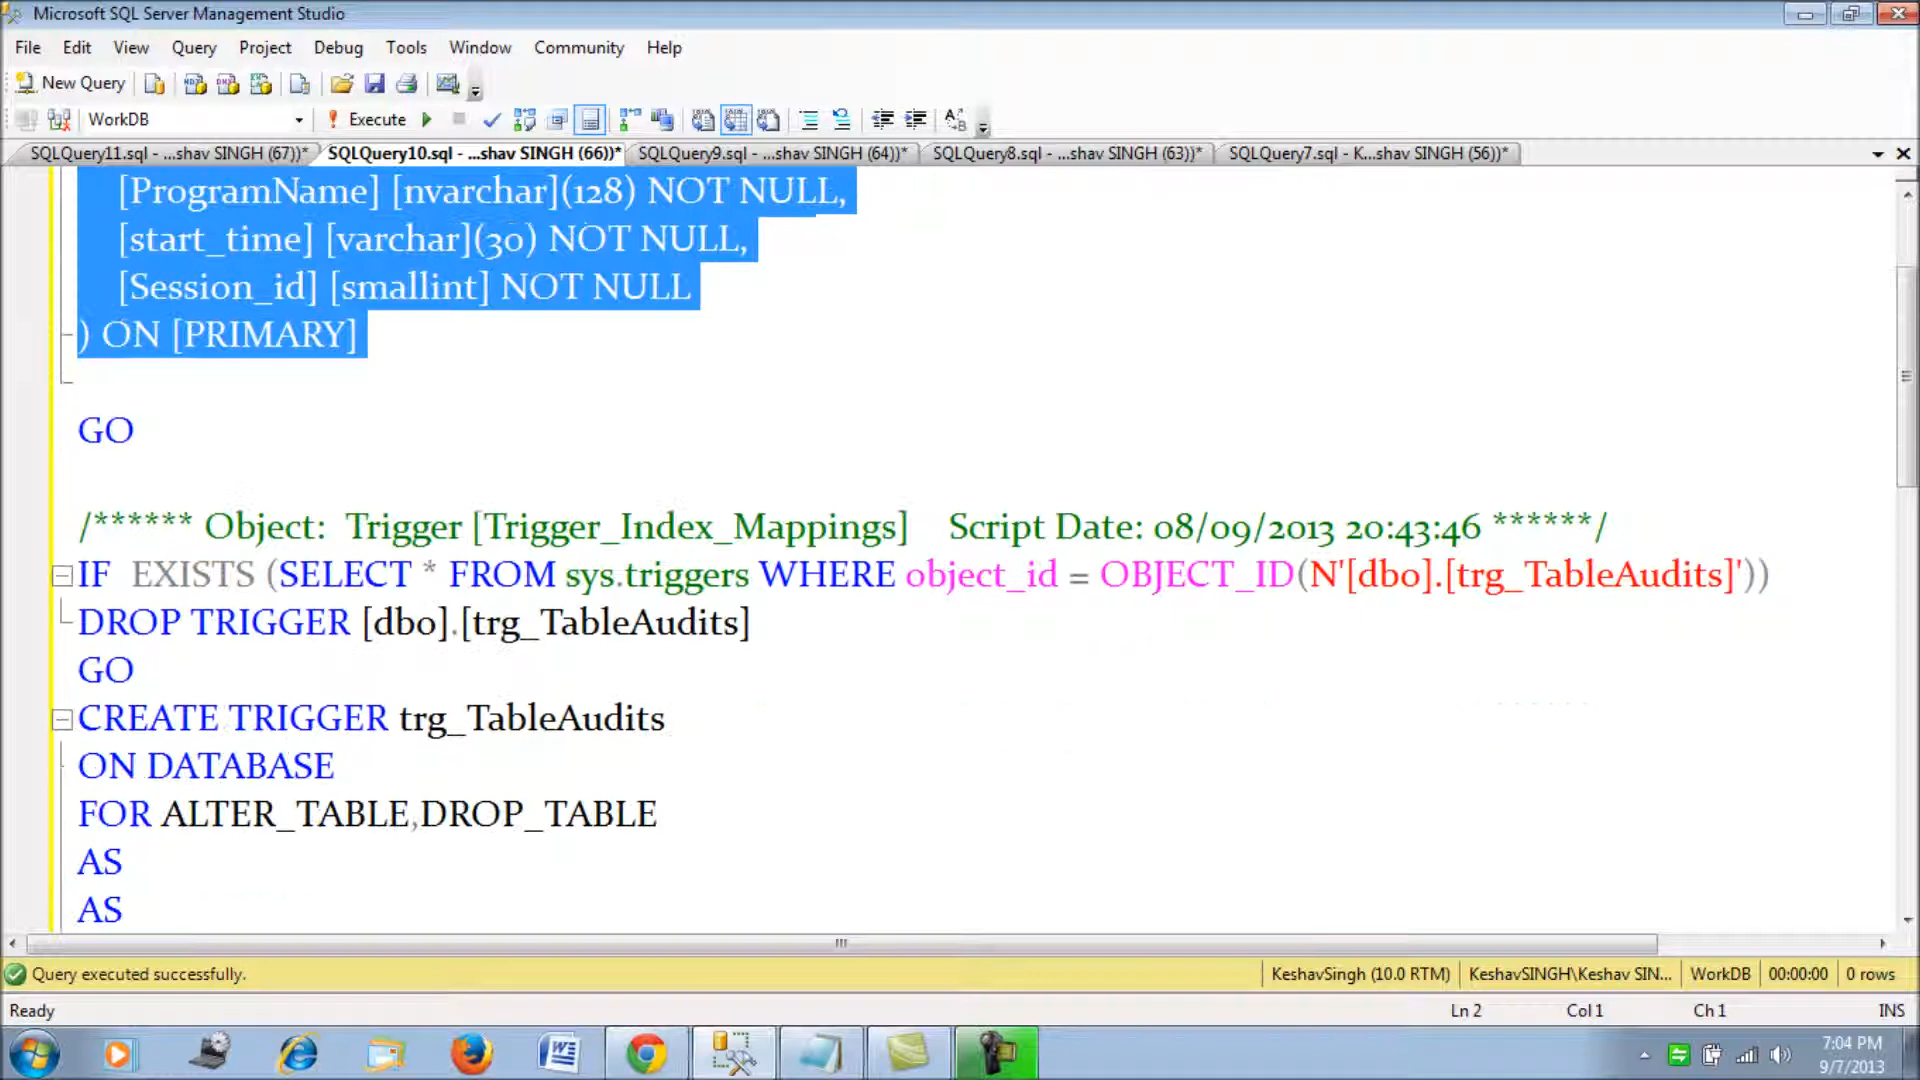 Microsoft SQL Server Management Studio
File Edit View Query Project Debug Tools Window Community Help
New Query
WorkDB Execute
SQLQuery11.sql - ...shav SINGH (67))* SQLQuery10.sql - ...shav SINGH (66))* SQLQuery9.sql - ...shav SINGH (64))* SQLQuery8.sql - ...shav SINGH (63))* SQLQuery7.sql - K...shav SINGH (56))*
[ProgramName] [nvarchar](128) NOT NULL,
[start_time] [varchar](30) NOT NULL,
[Session_id] [smallint] NOT NULL
) ON [PRIMARY]
GO
/****** Object:  Trigger [Trigger_Index_Mappings]    Script Date: 08/09/2013 20:43:46 ******/
IF  EXISTS (SELECT * FROM sys.triggers WHERE object_id = OBJECT_ID(N'[dbo].[trg_TableAudits]'))
DROP TRIGGER [dbo].[trg_TableAudits]
GO
CREATE TRIGGER trg_TableAudits
ON DATABASE
FOR ALTER_TABLE,DROP_TABLE
AS
AS
Query executed successfully. KeshavSingh (10.0 RTM) KeshavSINGH\Keshav SIN... WorkDB 00:00:00 0 rows
Ready Ln 2 Col 1 Ch 1 INS
7:04 PM
9/7/2013